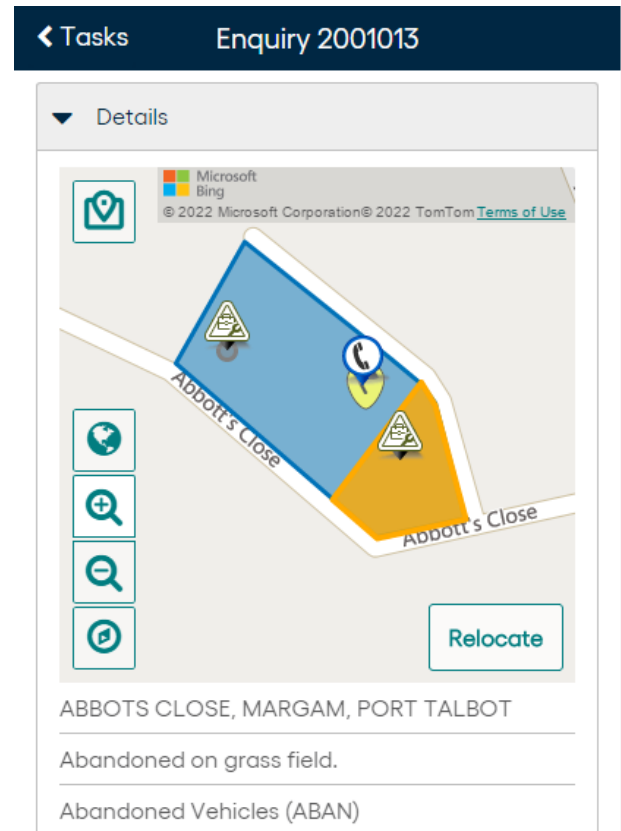 Tasks
Enquiry 2001013
Details
Microsoft
Bing
© 2022 Microsoft Corporation© 2022 TomTom Terms of Use
Abbott's Close
Abbott's Close
Relocate
ABBOTS CLOSE, MARGAM, PORT TALBOT
Abandoned on grass field.
Abandoned Vehicles (ABAN)